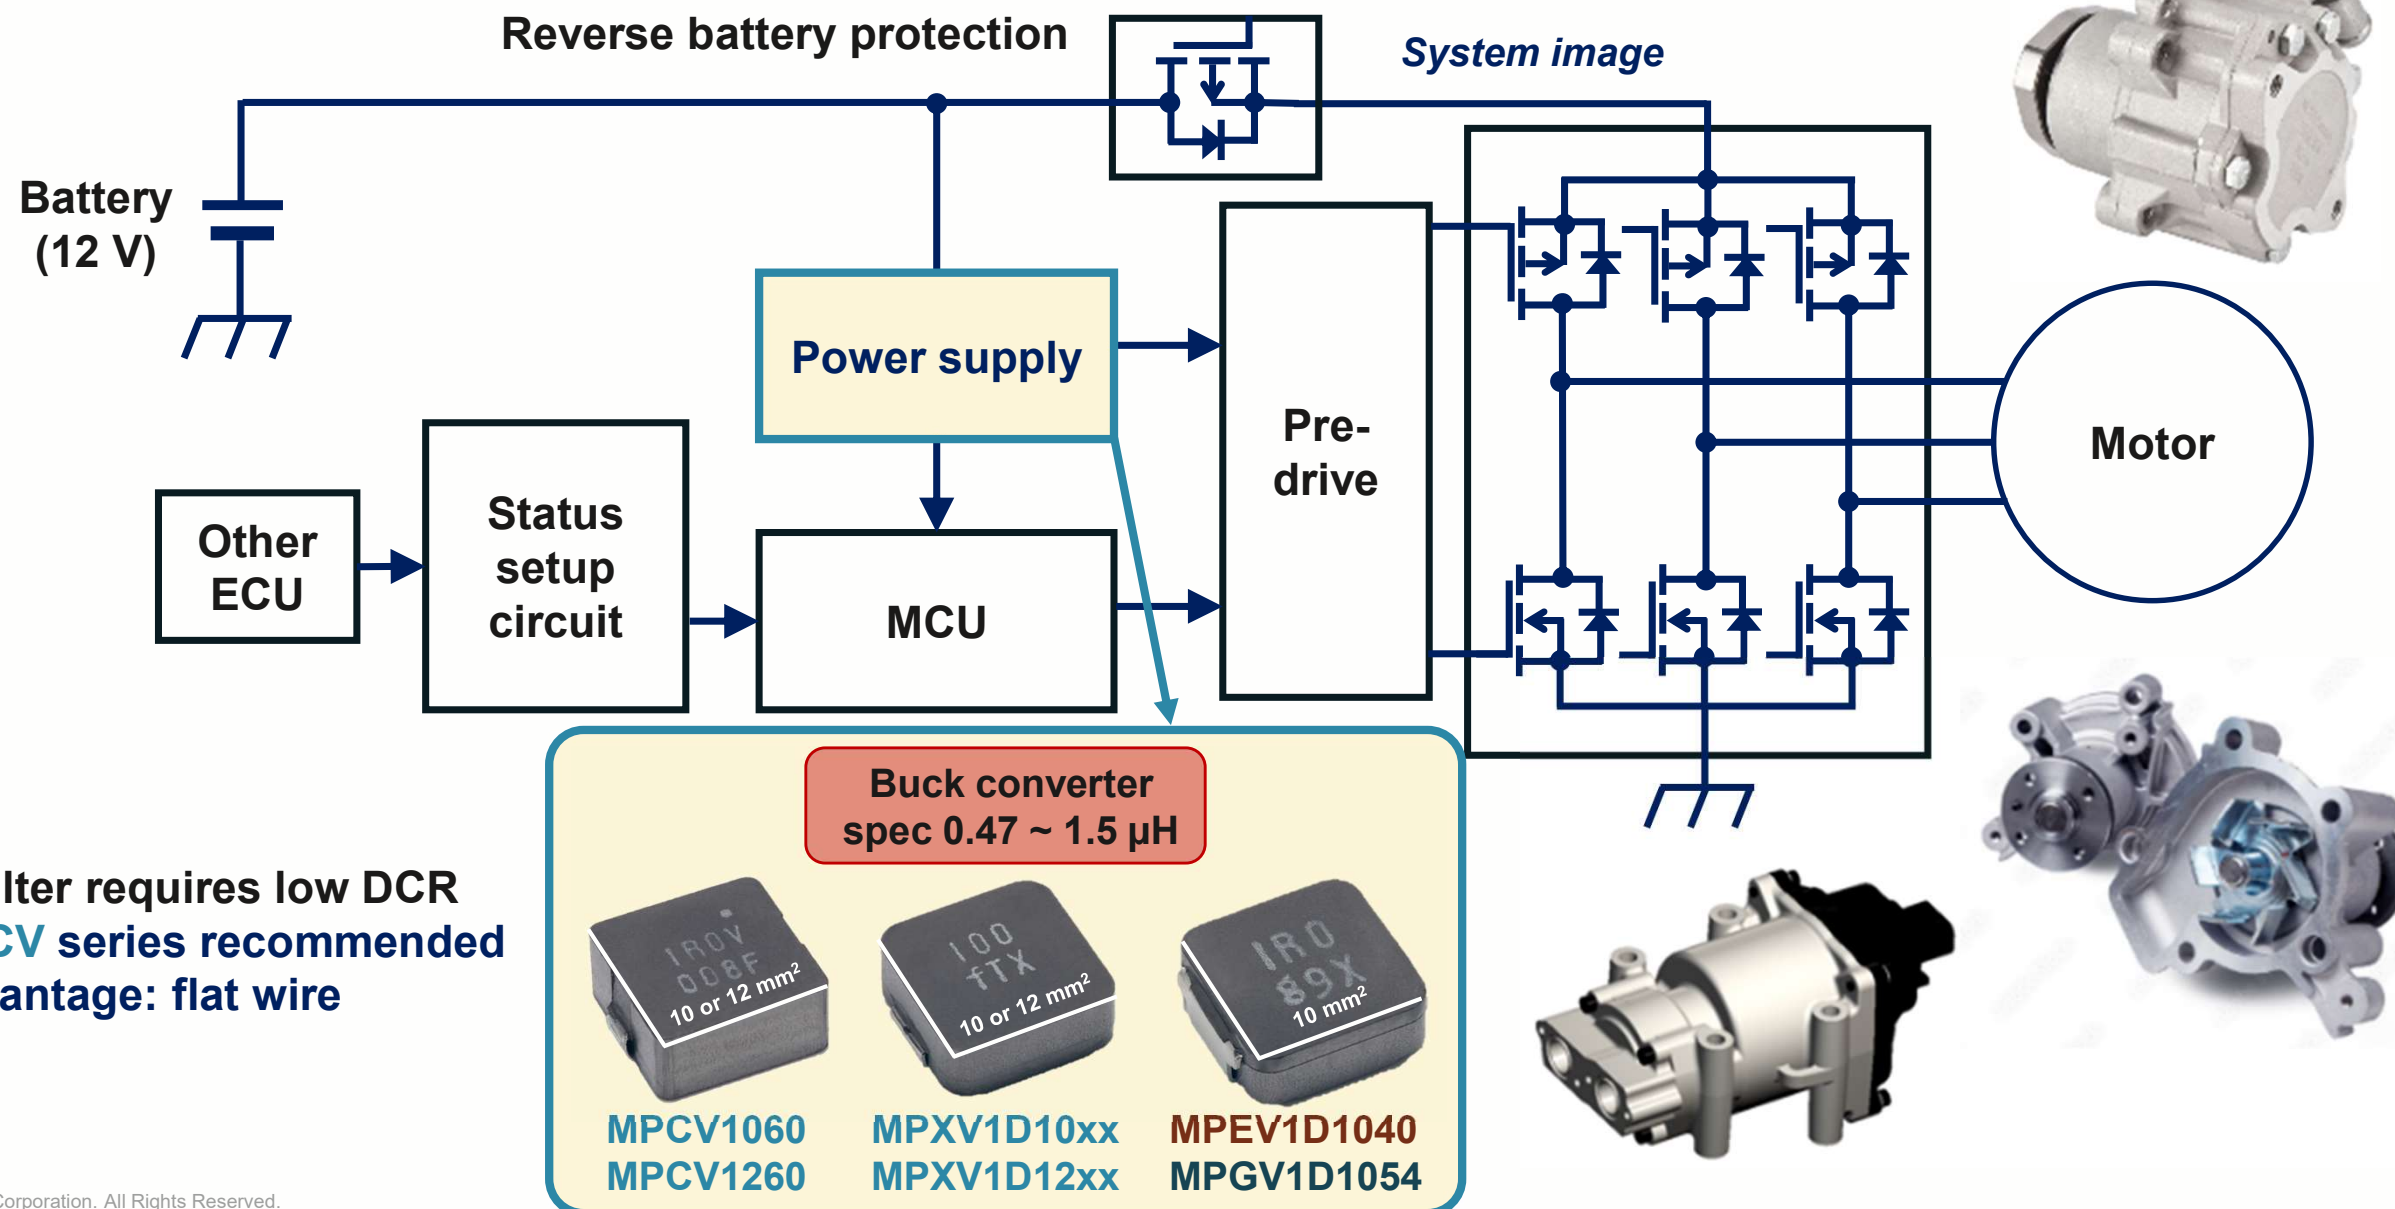 Reverse battery protection
System image
Battery
(12 V)
Power supply
Pre-
drive
Motor
Other
ECU
Status
setup
circuit
MCU
Buck converter
spec 0.47 ~ 1.5 µH
lter requires low DCR
CV series recommended
antage: flat wire
1R0V
008F
10 or 12 mm²
100
fTX
10 or 12 mm²
1R0
89X
10 mm²
MPCV1060
MPCV1260
MPXV1D10xx
MPXV1D12xx
MPEV1D1040
MPGV1D1054
Corporation. All Rights Reserved.